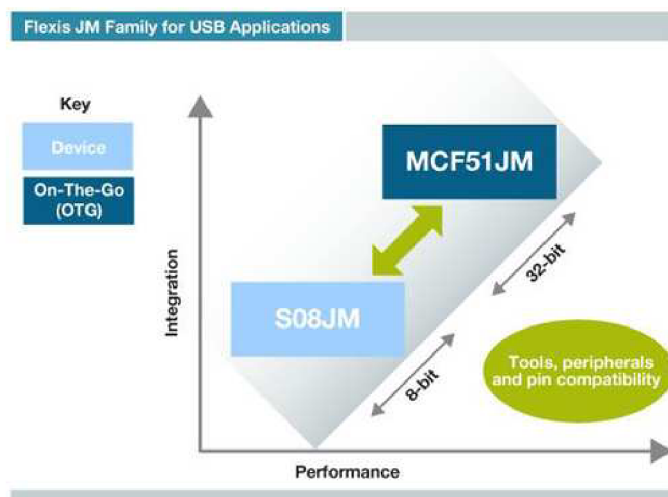 Flexis JM Family for USB Applications
Key
Device
On-The-Go
(OTG)
MCF51JM
S08JM
Integration
32-bit
8-bit
Tools, peripherals
and pin compatibility
Performance